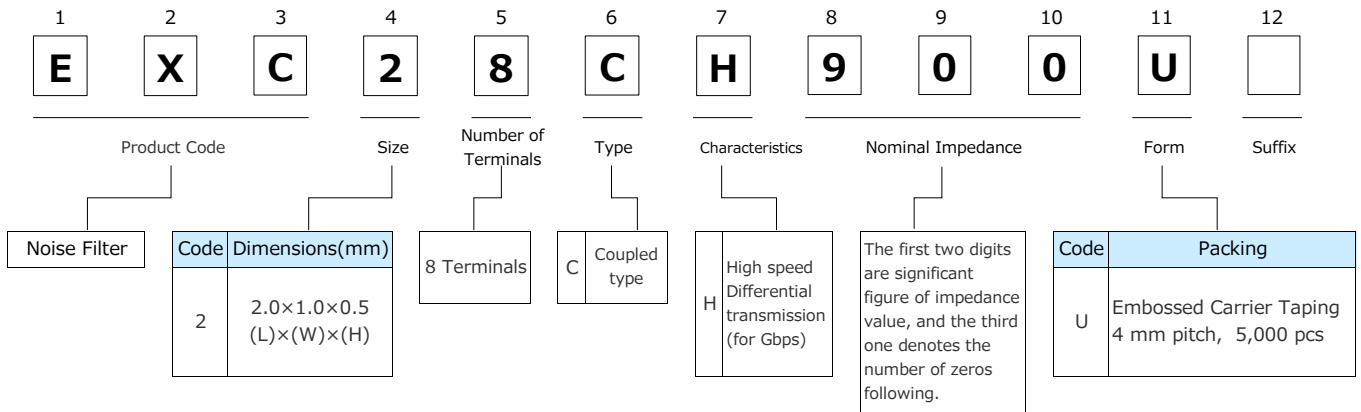 1 2 3 4 5 6 7 8 9 10 11 12
E X C 2 8 C H 9 0 0 U
Product Code
Size
Number of
Terminals
Type
Characteristics
Nominal Impedance
Form
Suffix
Noise Filter
Code Dimensions(mm)
2 2.0×1.0×0.5
(L)×(W)×(H)
8 Terminals
C Coupled
type
H High speed
Differential
transmission
(for Gbps)
The first two digits
are significant
figure of impedance
value, and the third
one denotes the
number of zeros
following.
Code Packing
U Embossed Carrier Taping
4 mm pitch, 5,000 pcs